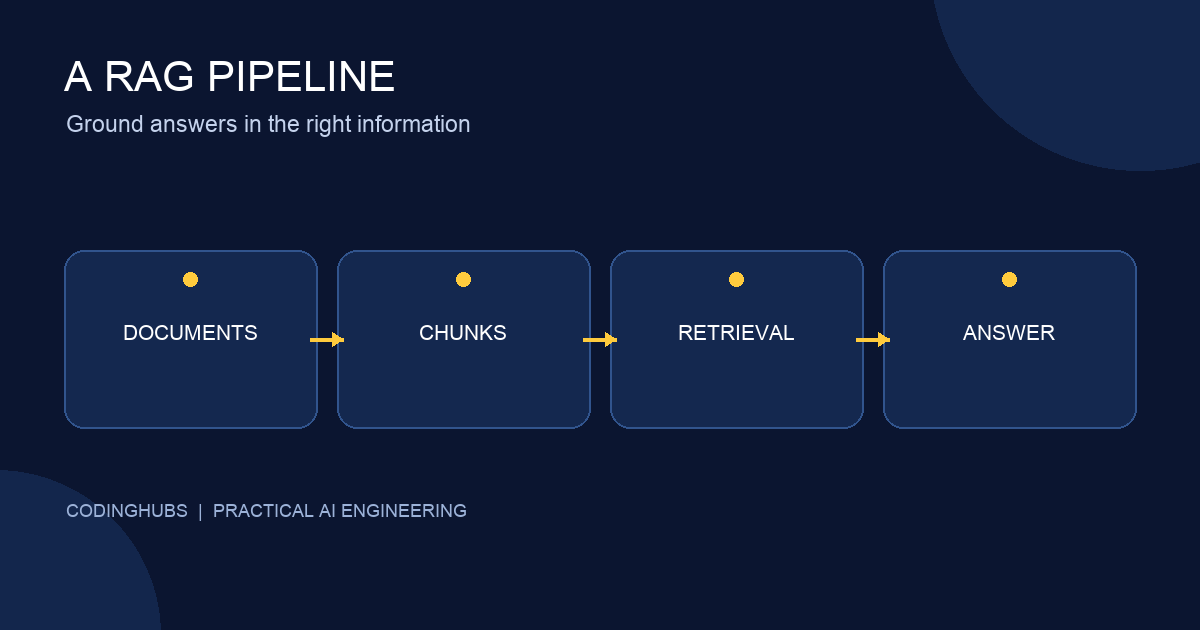 A RAG PIPELINE
Ground answers in the right information
DOCUMENTS
CHUNKS
RETRIEVAL
ANSWER
CODINGHUBS | PRACTICAL AI ENGINEERING